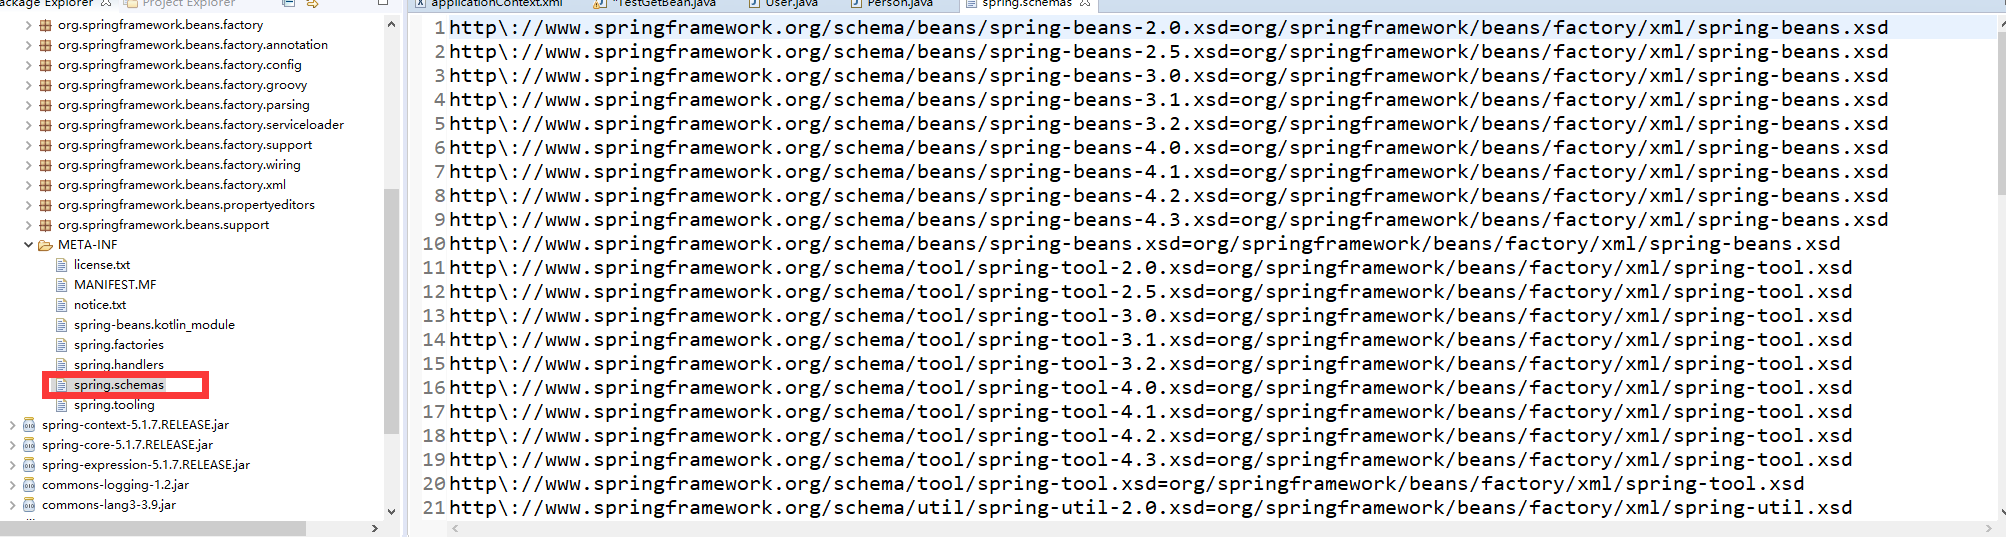 ackage Explorer
Project Explorer
org.springframework.beans.factory
org.springframework.beans.factory.annotation
org.springframework.beans.factory.config
org.springframework.beans.factory.groovy
org.springframework.beans.factory.parsing
org.springframework.beans.factory.serviceloader
org.springframework.beans.factory.support
org.springframework.beans.factory.wiring
org.springframework.beans.factory.xml
org.springframework.beans.propertyeditors
org.springframework.beans.support
META-INF
license.txt
MANIFEST.MF
notice.txt
spring-beans.kotlin_module
spring.factories
spring.handlers
spring.schemas
spring.tooling
spring-context-5.1.7.RELEASE.jar
spring-core-5.1.7.RELEASE.jar
spring-expression-5.1.7.RELEASE.jar
commons-logging-1.2.jar
commons-lang3-3.9.jar
applicationContext.xml
*TestGetBean.java
User.java
Person.java
spring.schemas
1 http\://www.springframework.org/schema/beans/spring-beans-2.0.xsd=org/springframework/beans/factory/xml/spring-beans.xsd
2 http\://www.springframework.org/schema/beans/spring-beans-2.5.xsd=org/springframework/beans/factory/xml/spring-beans.xsd
3 http\://www.springframework.org/schema/beans/spring-beans-3.0.xsd=org/springframework/beans/factory/xml/spring-beans.xsd
4 http\://www.springframework.org/schema/beans/spring-beans-3.1.xsd=org/springframework/beans/factory/xml/spring-beans.xsd
5 http\://www.springframework.org/schema/beans/spring-beans-3.2.xsd=org/springframework/beans/factory/xml/spring-beans.xsd
6 http\://www.springframework.org/schema/beans/spring-beans-4.0.xsd=org/springframework/beans/factory/xml/spring-beans.xsd
7 http\://www.springframework.org/schema/beans/spring-beans-4.1.xsd=org/springframework/beans/factory/xml/spring-beans.xsd
8 http\://www.springframework.org/schema/beans/spring-beans-4.2.xsd=org/springframework/beans/factory/xml/spring-beans.xsd
9 http\://www.springframework.org/schema/beans/spring-beans-4.3.xsd=org/springframework/beans/factory/xml/spring-beans.xsd
10 http\://www.springframework.org/schema/beans/spring-beans.xsd=org/springframework/beans/factory/xml/spring-beans.xsd
11 http\://www.springframework.org/schema/tool/spring-tool-2.0.xsd=org/springframework/beans/factory/xml/spring-tool.xsd
12 http\://www.springframework.org/schema/tool/spring-tool-2.5.xsd=org/springframework/beans/factory/xml/spring-tool.xsd
13 http\://www.springframework.org/schema/tool/spring-tool-3.0.xsd=org/springframework/beans/factory/xml/spring-tool.xsd
14 http\://www.springframework.org/schema/tool/spring-tool-3.1.xsd=org/springframework/beans/factory/xml/spring-tool.xsd
15 http\://www.springframework.org/schema/tool/spring-tool-3.2.xsd=org/springframework/beans/factory/xml/spring-tool.xsd
16 http\://www.springframework.org/schema/tool/spring-tool-4.0.xsd=org/springframework/beans/factory/xml/spring-tool.xsd
17 http\://www.springframework.org/schema/tool/spring-tool-4.1.xsd=org/springframework/beans/factory/xml/spring-tool.xsd
18 http\://www.springframework.org/schema/tool/spring-tool-4.2.xsd=org/springframework/beans/factory/xml/spring-tool.xsd
19 http\://www.springframework.org/schema/tool/spring-tool-4.3.xsd=org/springframework/beans/factory/xml/spring-tool.xsd
20 http\://www.springframework.org/schema/tool/spring-tool.xsd=org/springframework/beans/factory/xml/spring-tool.xsd
21 http\://www.springframework.org/schema/util/spring-util-2.0.xsd=org/springframework/beans/factory/xml/spring-util.xsd